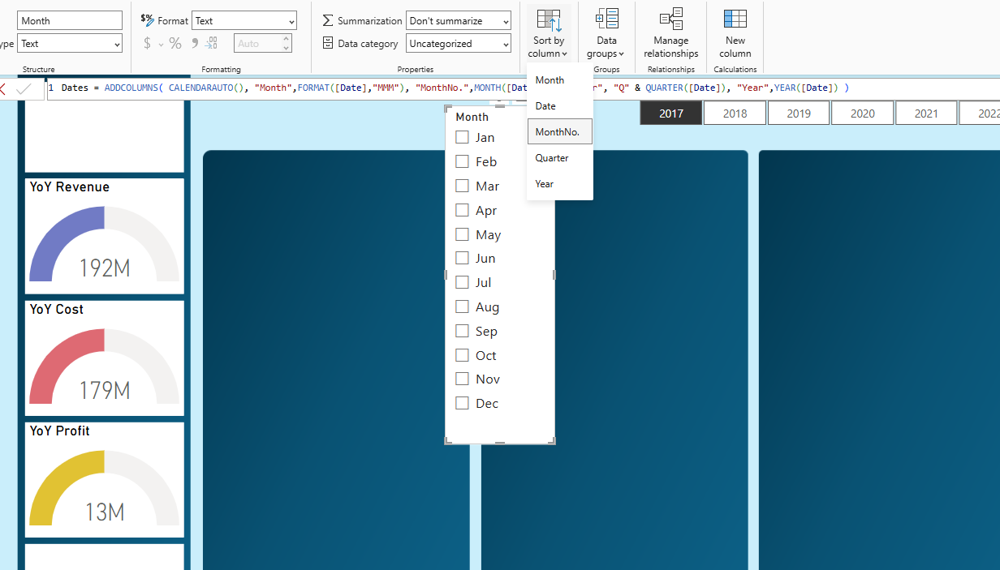 Month
Format
Text
Summarization
Don't summarize
Sort by
column
Data
groups
Manage
relationships
New
column
ype
Text
$ %
Auto
Data category
Uncategorized
Structure
Formatting
Properties
Groups
Relationships
Calculations
1 Dates = ADDCOLUMNS( CALENDARAUTO(), "Month",FORMAT([Date],"MMM"), "MonthNo.",MONTH([Dat r", "Q" & QUARTER([Date]), "Year",YEAR([Date]) )
Month
Date
MonthNo.
Quarter
Year
2017
2018
2019
2020
2021
2022
Month
Jan
Feb
Mar
Apr
May
Jun
Jul
Aug
Sep
Oct
Nov
Dec
YoY Revenue
192M
YoY Cost
179M
YoY Profit
13M